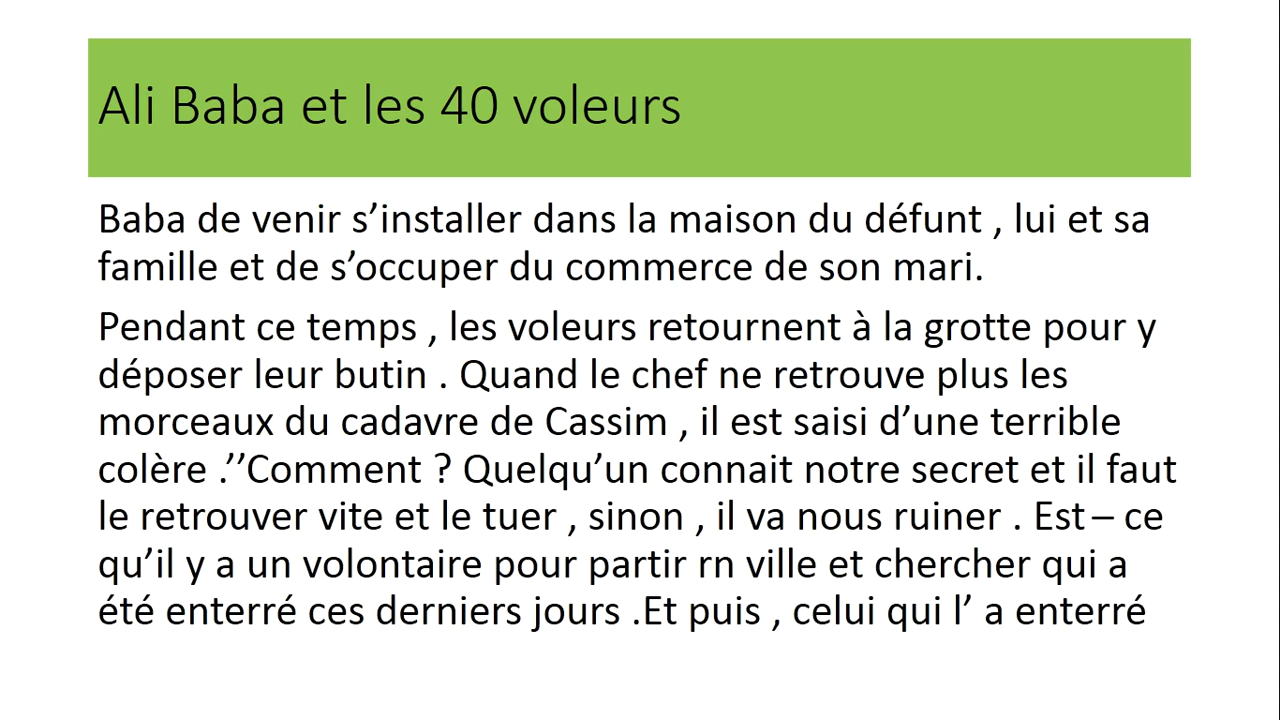 Ali Baba et les 40 voleurs
Baba de venir s’installer dans la maison du défunt , lui et sa
famille et de s’occuper du commerce de son mari.
Pendant ce temps , les voleurs retournent à la grotte pour y
déposer leur butin . Quand le chef ne retrouve plus les
morceaux du cadavre de Cassim , il est saisi d’une terrible
colère .’’Comment ? Quelqu’un connait notre secret et il faut
le retrouver vite et le tuer , sinon , il va nous ruiner . Est – ce
qu’il y a un volontaire pour partir rn ville et chercher qui a
été enterré ces derniers jours .Et puis , celui qui l’ a enterré